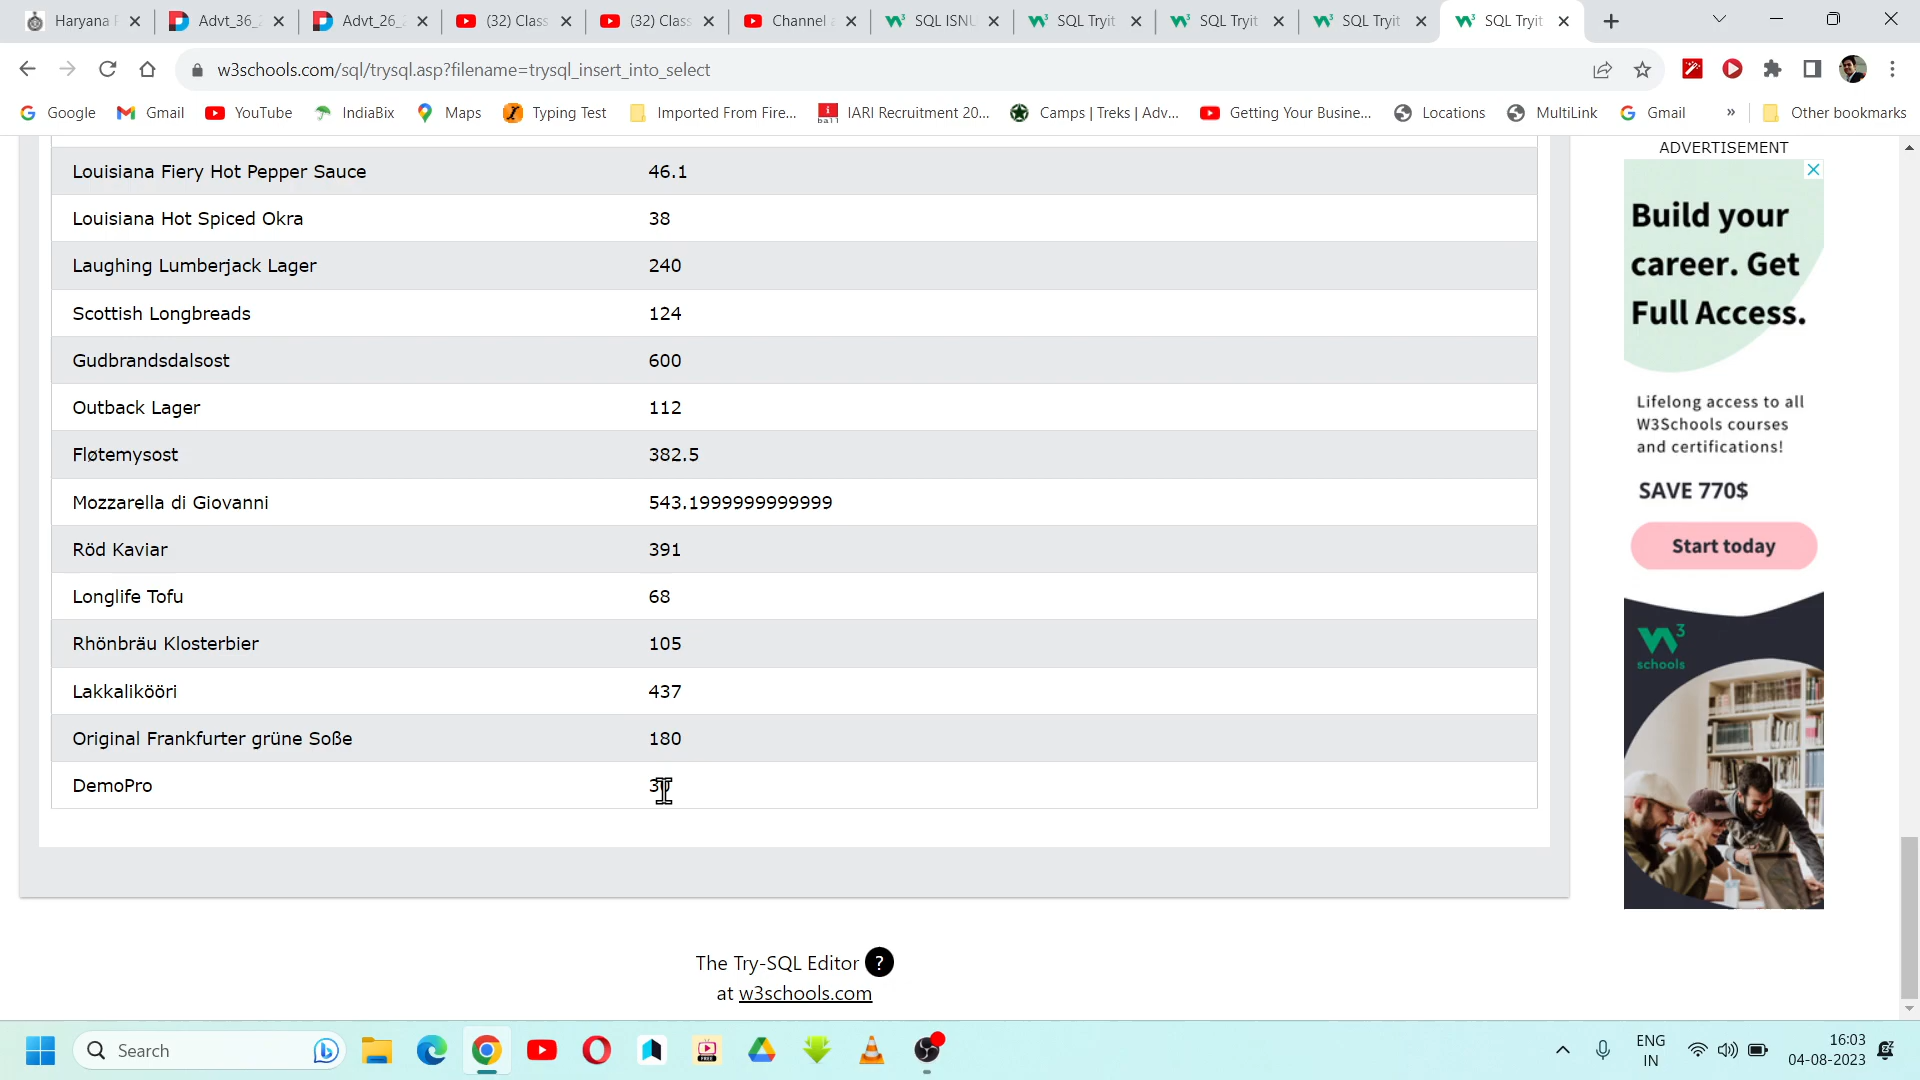 Haryana
Advt_36_
Advt_26_
(32) Class
(32) Class
Channel
SQL ISNU
SQL Tryit
SQL Tryit
SQL Tryit
SQL Tryit
w3schools.com/sql/trysql.asp?filename=trysql_insert_into_select
Google
Gmail
YouTube
IndiaBix
Maps
Typing Test
Imported From Fire...
IARI Recruitment 20...
Camps | Treks | Adv...
Getting Your Busine...
Locations
MultiLink
Gmail
»
Other bookmarks
Louisiana Fiery Hot Pepper Sauce 46.1
Louisiana Hot Spiced Okra 38
Laughing Lumberjack Lager 240
Scottish Longbreads 124
Gudbrandsdalsost 600
Outback Lager 112
Fløtemysost 382.5
Mozzarella di Giovanni 543.1999999999999
Röd Kaviar 391
Longlife Tofu 68
Rhönbräu Klosterbier 105
Lakkalikööri 437
Original Frankfurter grüne Soße 180
DemoPro
The Try-SQL Editor ?
at w3schools.com
ADVERTISEMENT
Build your
career. Get
Full Access.
Lifelong access to all
W3Schools courses
and certifications!
SAVE 770$
Start today
W3
schools
Search
ENG
IN
16:03
04-08-2023